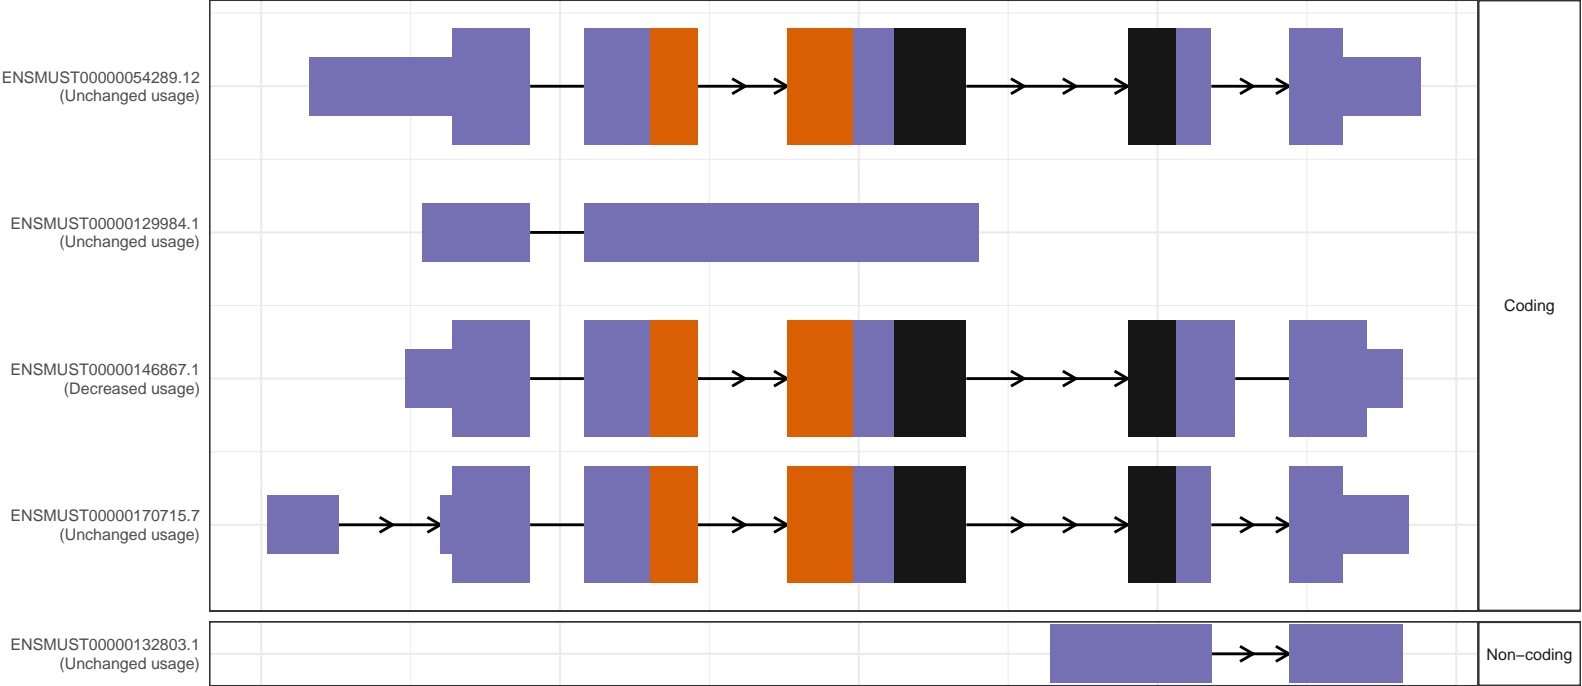 ENSMUST00000054289.12
(Unchanged usage)
ENSMUST00000129984.1
(Unchanged usage)
Coding
ENSMUST00000146867.1
(Decreased usage)
ENSMUST00000170715.7
(Unchanged usage)
ENSMUST00000132803.1
(Unchanged usage)
Non−coding